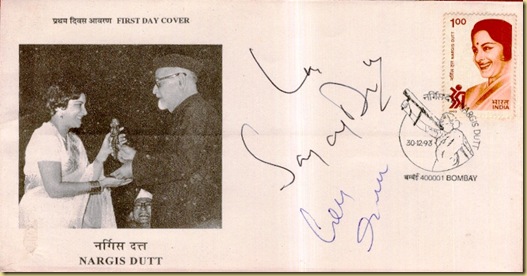 प्रथम दिवस आवरण FIRST DAY COVER
नर्गिस दत्त
NARGIS DUTT
1.00
नर्गिस दत्त NARGIS DUTT
भारत
INDIA
नर्गिस दत्त NARGIS DUTT
30-12-93
बम्बई 400001 BOMBAY